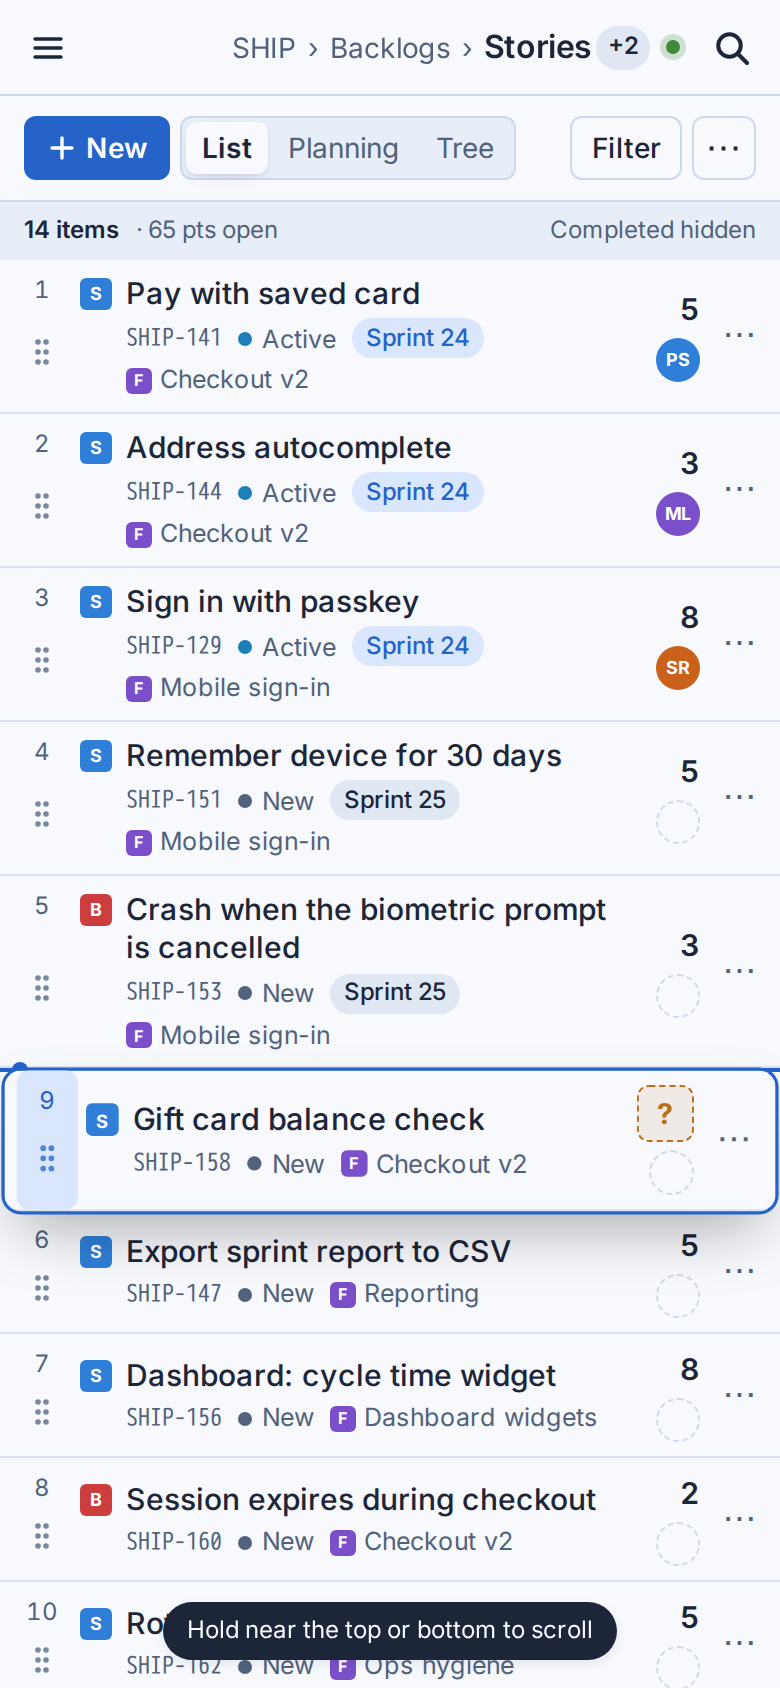 SHIP › Backlogs › Stories +2
+ New List Planning Tree Filter ...
14 items · 65 pts open Completed hidden
1 S Pay with saved card 5 ...
SHIP-141 Active Sprint 24 PS
F Checkout v2
2 S Address autocomplete 3 ...
SHIP-144 Active Sprint 24 ML
F Checkout v2
3 S Sign in with passkey 8 ...
SHIP-129 Active Sprint 24 SR
F Mobile sign-in
4 S Remember device for 30 days 5 ...
SHIP-151 New Sprint 25
F Mobile sign-in
5 B Crash when the biometric prompt
is cancelled 3 ...
SHIP-153 New Sprint 25
F Mobile sign-in
9 S Gift card balance check ? ...
SHIP-158 New F Checkout v2
6 S Export sprint report to CSV 5 ...
SHIP-147 New F Reporting
7 S Dashboard: cycle time widget 8 ...
SHIP-156 New F Dashboard widgets
8 B Session expires during checkout 2 ...
SHIP-160 New F Checkout v2
10 S 5 ...
Hold near the top or bottom to scroll
SHIP-162 New F Ops hygiene